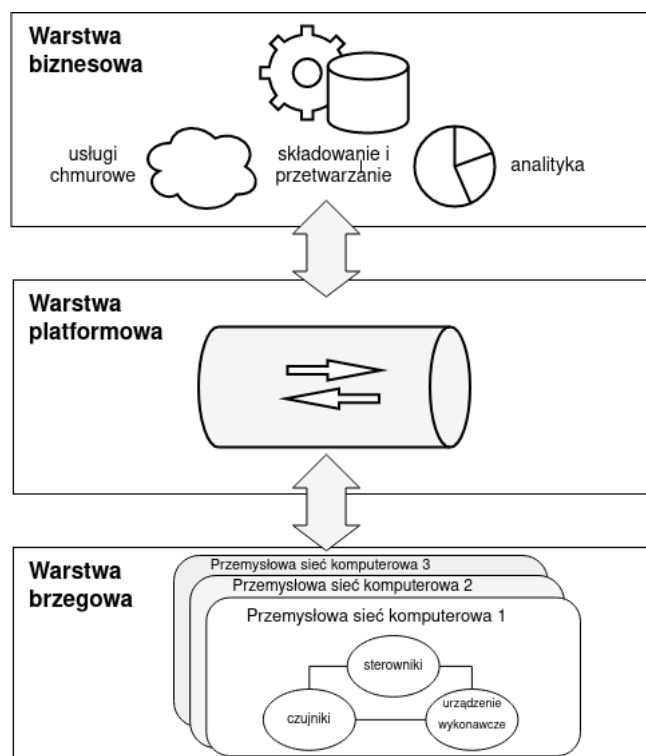 Warstwa
biznesowa
usługi
chmurowe
składowanie i
przetwarzanie
analityka
Warstwa
platformowa
Warstwa
brzegowa
Przemysłowa sieć komputerowa 3
Przemysłowa sieć komputerowa 2
Przemysłowa sieć komputerowa 1
sterowniki
czujniki
urządzenie
wykonawcze